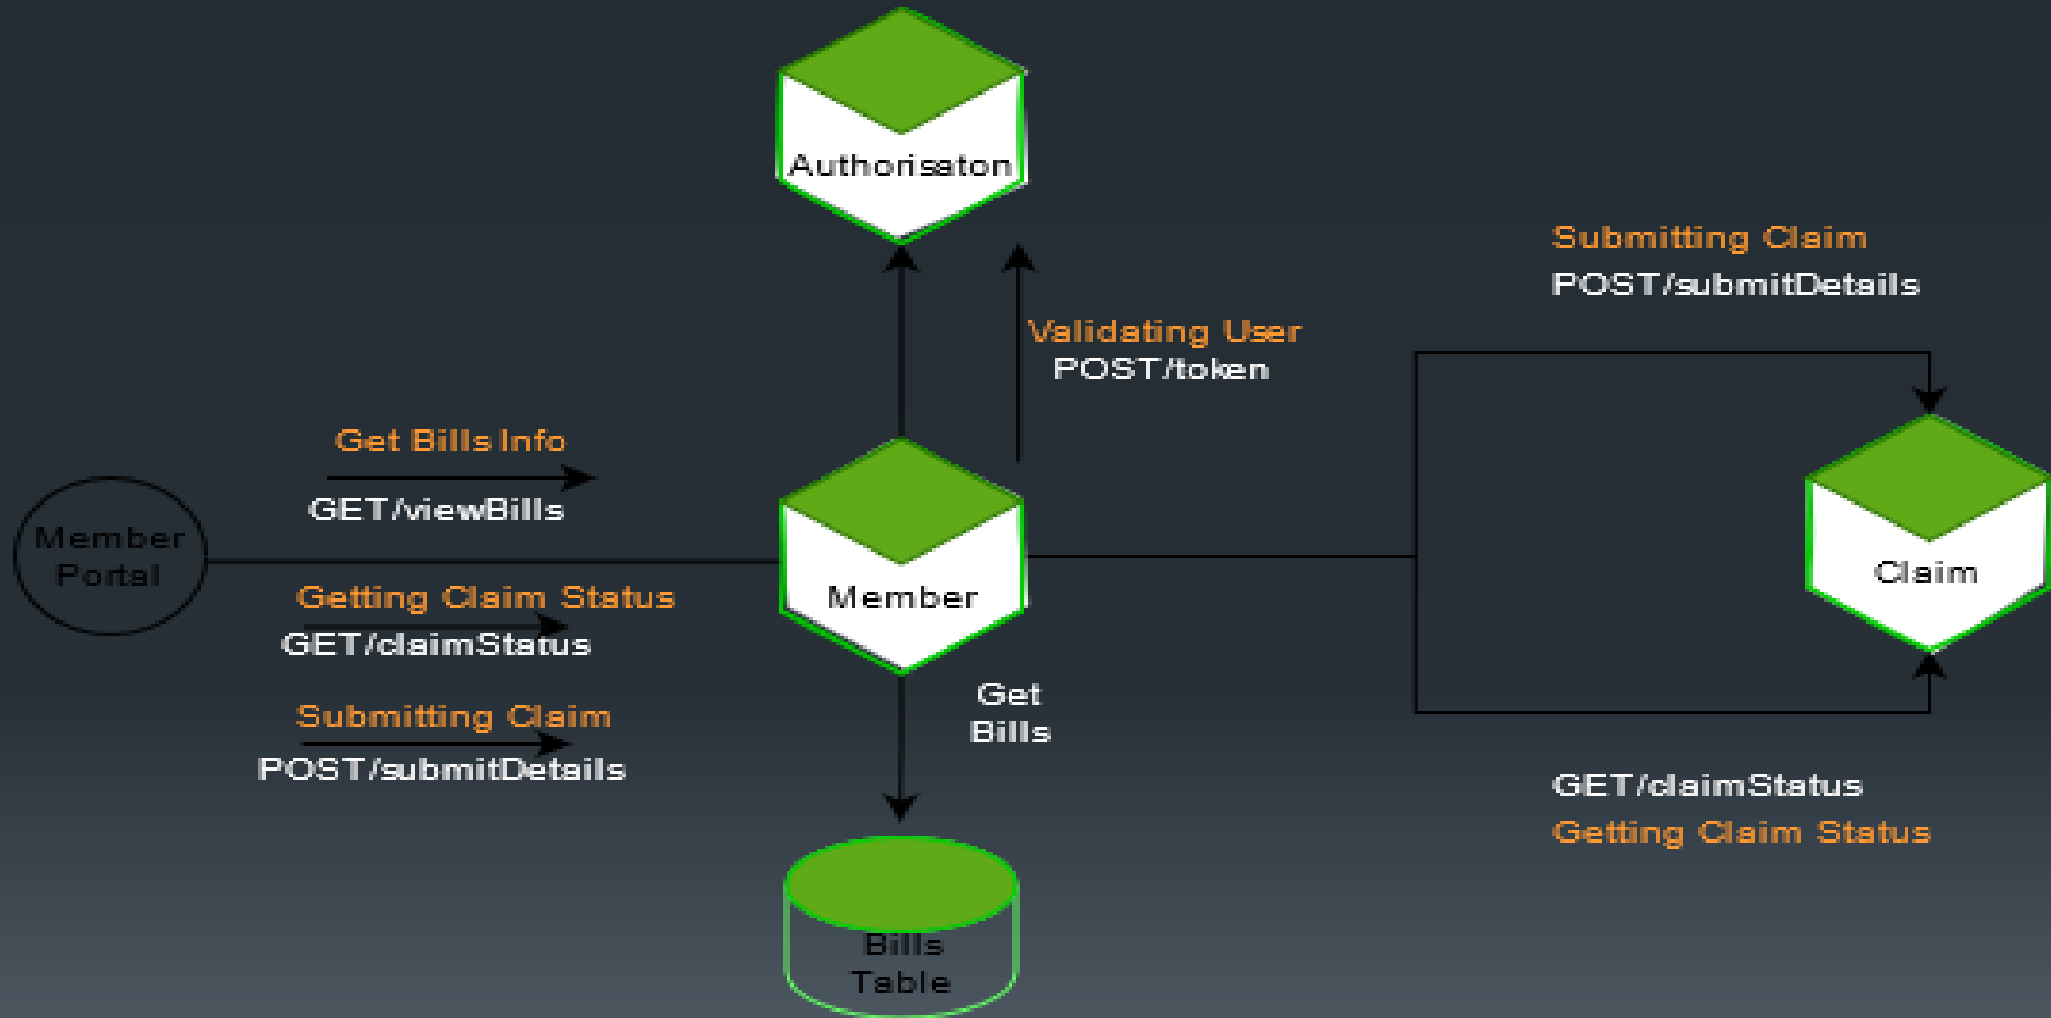 Authorisaton
Submitting Claim
POST/submitDetails
Validating User
POST/token
Get Bills Info
GET/viewBills
Member
Portal
Getting Claim Status
GET/claimStatus
Submitting Claim
POST/submitDetails
Member
Claim
Get
Bills
GET/claimStatus
Getting Claim Status
Bills
Table